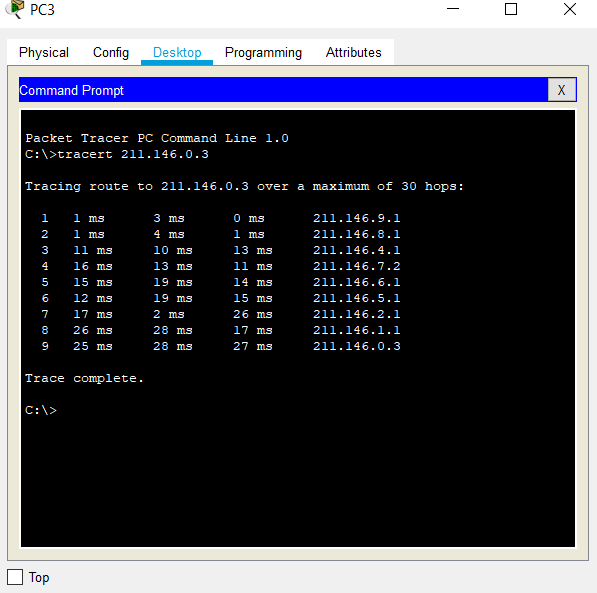 PC3
Physical Config Desktop Programming Attributes
Command Prompt X
Packet Tracer PC Command Line 1.0
C:\>tracert 211.146.0.3
Tracing route to 211.146.0.3 over a maximum of 30 hops:
1 1 ms 3 ms 0 ms 211.146.9.1
2 1 ms 4 ms 1 ms 211.146.8.1
3 11 ms 10 ms 13 ms 211.146.4.1
4 16 ms 13 ms 11 ms 211.146.7.2
5 15 ms 19 ms 14 ms 211.146.6.1
6 12 ms 19 ms 15 ms 211.146.5.1
7 17 ms 2 ms 26 ms 211.146.2.1
8 26 ms 28 ms 17 ms 211.146.1.1
9 25 ms 28 ms 27 ms 211.146.0.3
Trace complete.
C:\>
Top